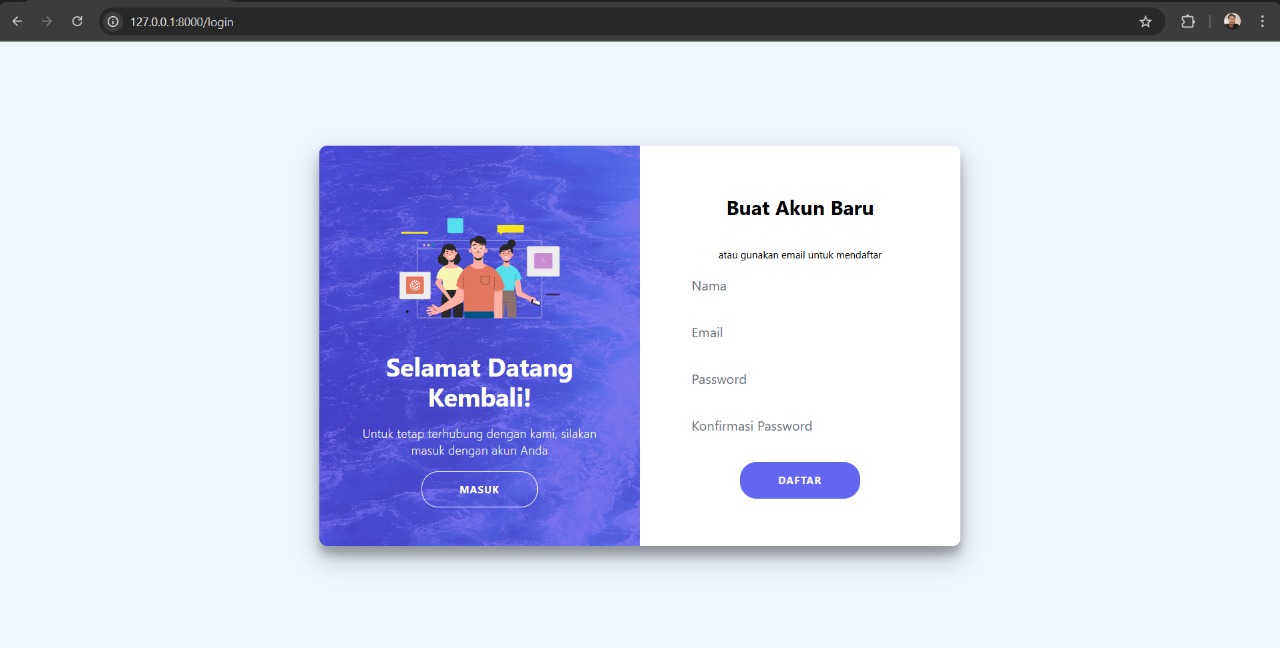 127.0.0.1:8000/login
Selamat Datang
Kembali!
Untuk tetap terhubung dengan kami, silakan
masuk dengan akun Anda
MASUK
Buat Akun Baru
atau gunakan email untuk mendaftar
Nama
Email
Password
Konfirmasi Password
DAFTAR